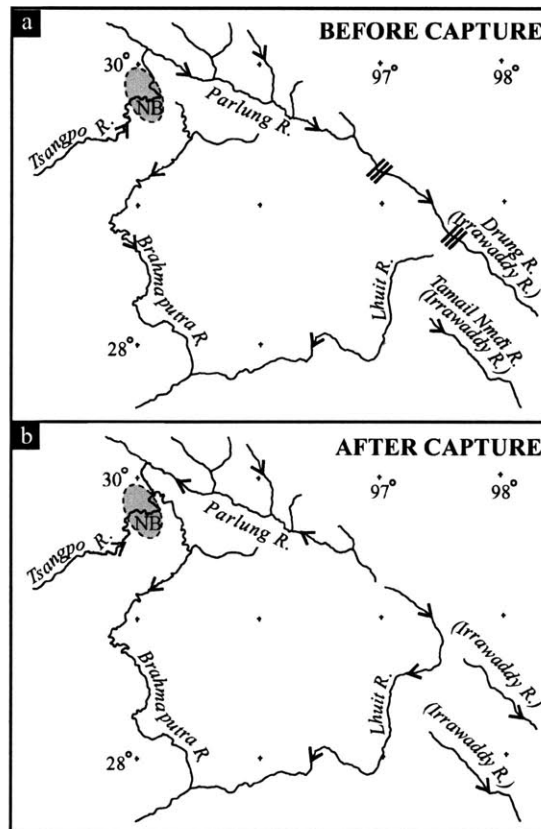 a
BEFORE CAPTURE
30°
97°
98°
NB
Parlung R.
Tsangpo R.
Drung R.
(Irrawaddy R.)
Brahmaputra R
Lhuit R.
Tamail Nmai R.
(Irrawaddy R.)
28°
b
AFTER CAPTURE
30°
97°
98°
NB
Parlung R.
Tsangpo R.
(Irrawaddy R.)
Brahmaputra R
Lhuit R.
(Irrawaddy R.)
28°